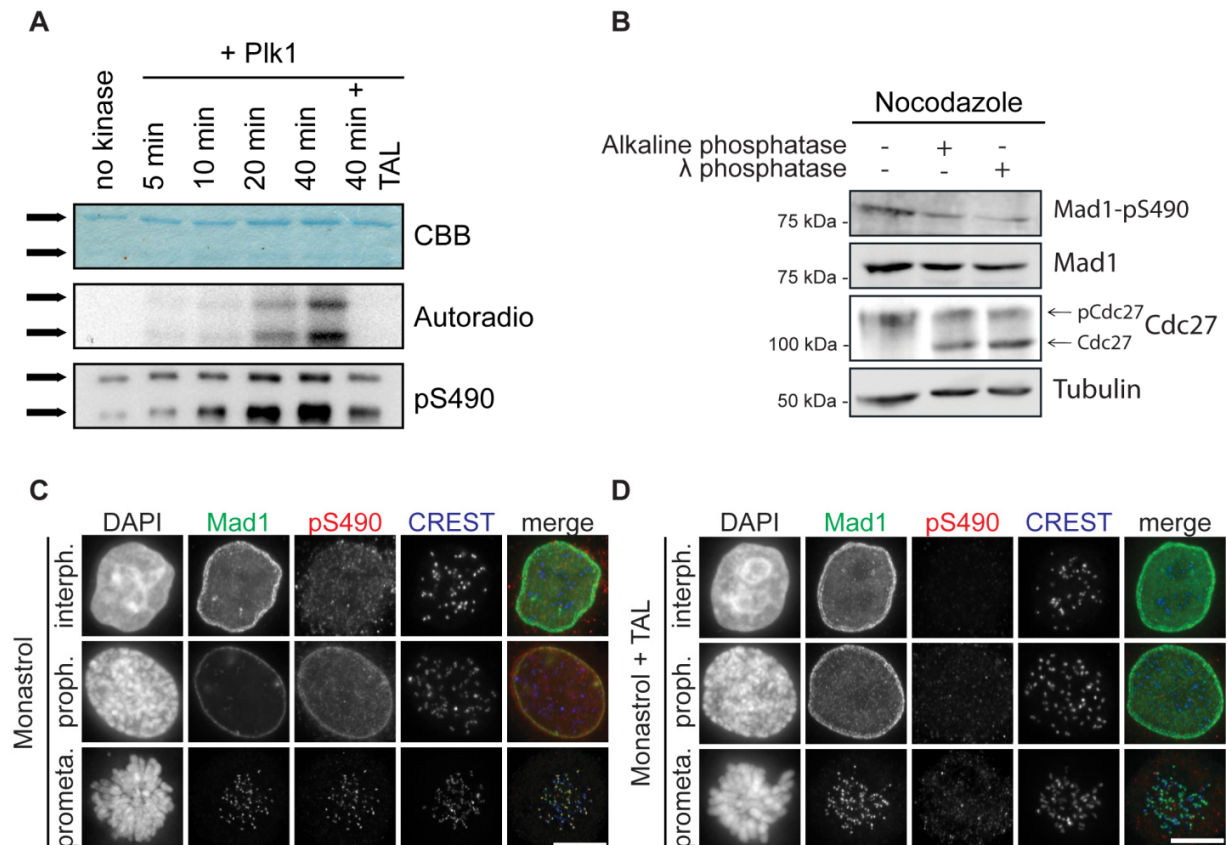 A
+ Plk1
no kinase
5 min
10 min
20 min
40 min
40 min +
TAL
CBB
Autoradio
pS490
B
Nocodazole
Alkaline phosphatase - + -
λ phosphatase - - +
75 kDa - Mad1-pS490
75 kDa - Mad1
← pCdc27
100 kDa - ← Cdc27
Cdc27
50 kDa - Tubulin
C
DAPI Mad1 pS490 CREST merge
Monastrol
interph.
proph.
prometa.
D
DAPI Mad1 pS490 CREST merge
Monastrol + TAL
interph.
proph.
prometa.